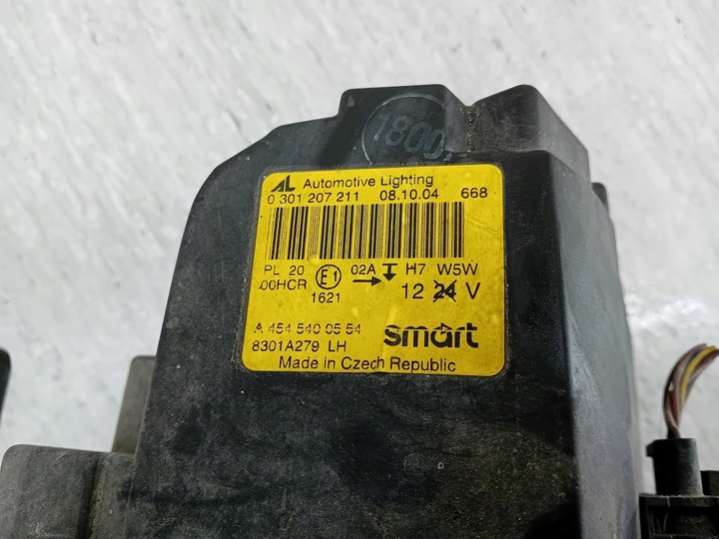 1800
AL Automotive Lighting
0 301 207 211 08.10.04 668
PL 20 E1 02A H7 W5W
00HCR 1621 12 24 V
A 454 540 05 54 smart
8301A279 LH
Made in Czech Republic